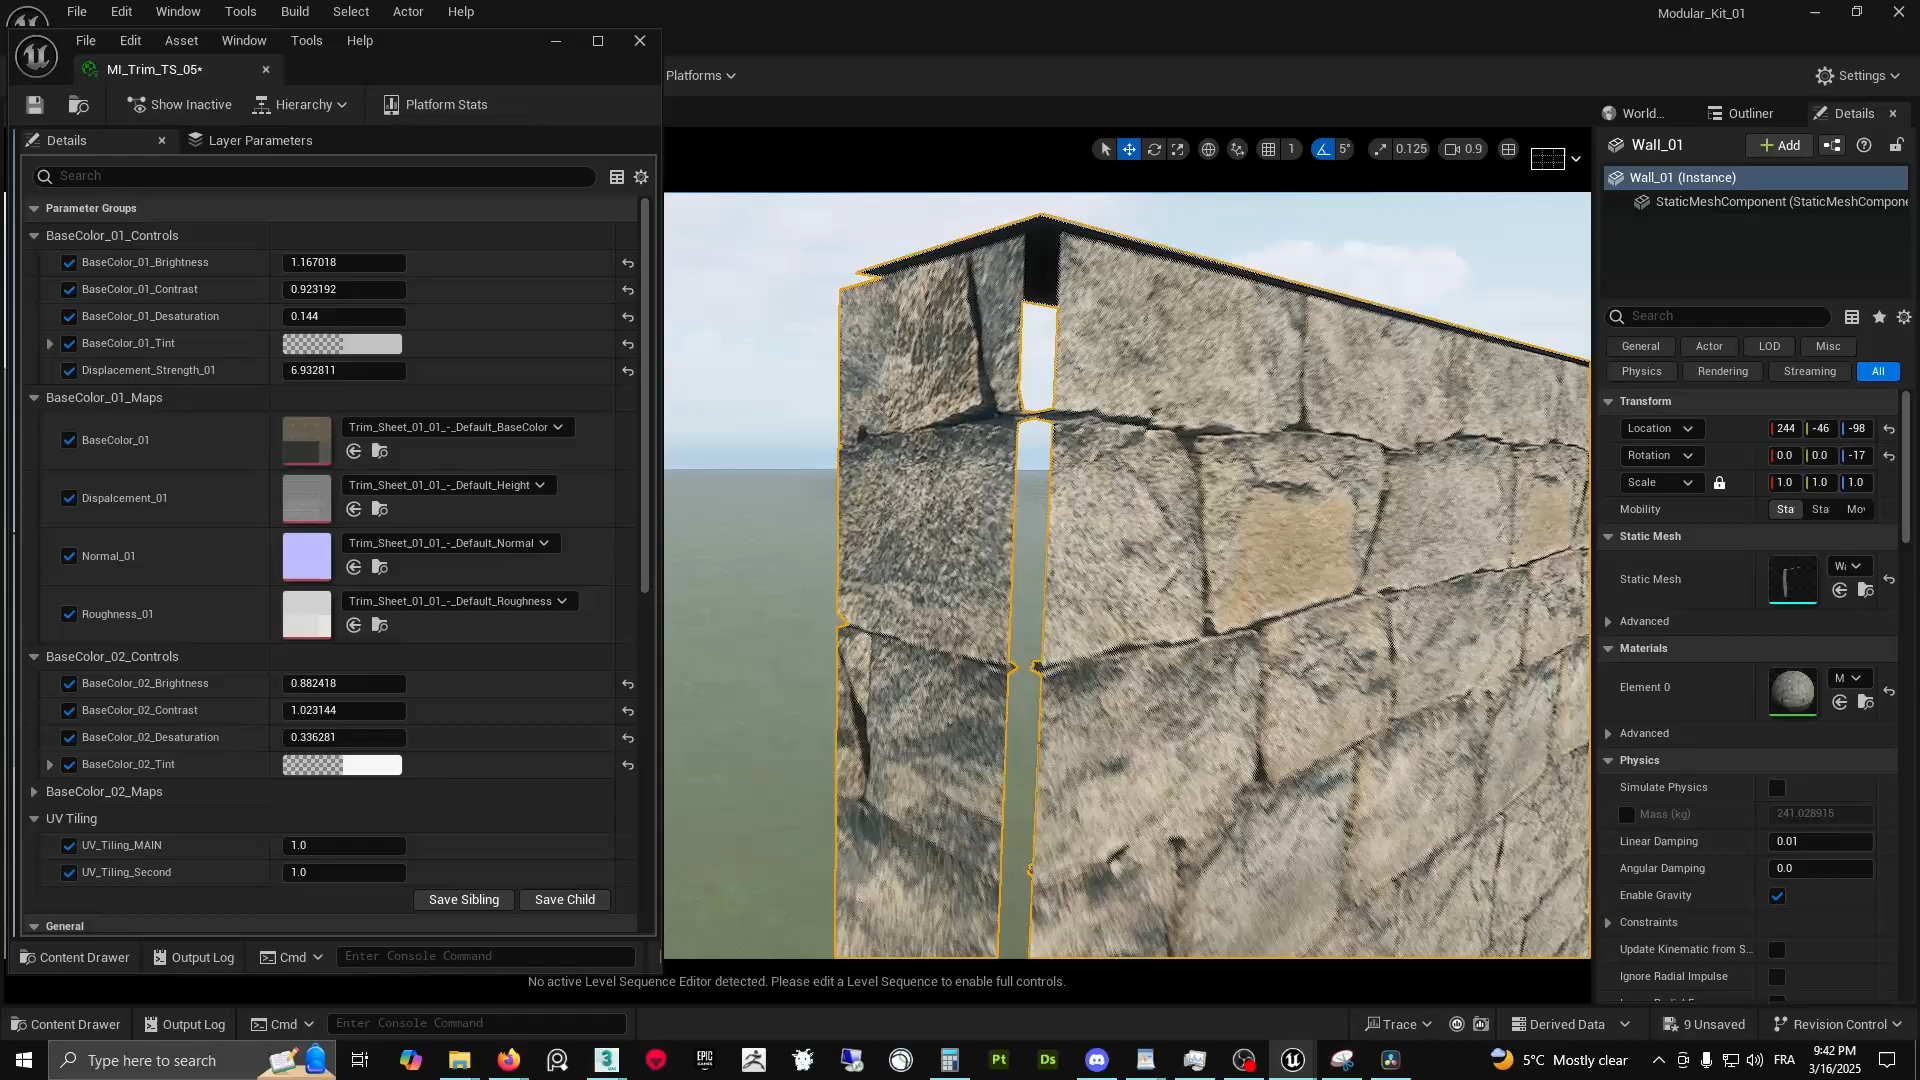 File Edit Window Tools Build Select Actor Help
Modular_Kit_01
File Edit Asset Window Tools Help
MI_Trim_TS_05*
Platforms
Settings
Show Inactive
Hierarchy
Platform Stats
World...
Outliner
Details
Details
Layer Parameters
1
5°
0.125
0.9
Wall_01
Add
Search
Wall_01 (Instance)
StaticMeshComponent (StaticMeshCompone
Parameter Groups
BaseColor_01_Controls
BaseColor_01_Brightness
1.167018
BaseColor_01_Contrast
0.923192
BaseColor_01_Desaturation
0.144
BaseColor_01_Tint
Displacement_Strength_01
6.932811
BaseColor_01_Maps
BaseColor_01
Trim_Sheet_01_01_-_Default_BaseColor
Dispalcement_01
Trim_Sheet_01_01_-_Default_Height
Normal_01
Trim_Sheet_01_01_-_Default_Normal
Roughness_01
Trim_Sheet_01_01_-_Default_Roughness
BaseColor_02_Controls
BaseColor_02_Brightness
0.882418
BaseColor_02_Contrast
1.023144
BaseColor_02_Desaturation
0.336281
BaseColor_02_Tint
BaseColor_02_Maps
UV Tiling
UV_Tiling_MAIN
1.0
UV_Tiling_Second
1.0
Save Sibling
Save Child
General
Content Drawer
Output Log
Cmd
Enter Console Command
Search
General Actor LOD Misc
Physics Rendering Streaming All
Transform
Location 244 -46 -98
Rotation 0.0 0.0 -17
Scale 1.0 1.0 1.0
Mobility Sta Sta Mo
Static Mesh
Static Mesh
Advanced
Materials
Element 0
M
Advanced
Physics
Simulate Physics
Mass (kg) 241.028915
Linear Damping 0.01
Angular Damping 0.0
Enable Gravity
Constraints
Update Kinematic from S...
Ignore Radial Impulse
No active Level Sequence Editor detected. Please edit a Level Sequence to enable full controls.
Content Drawer
Output Log
Cmd
Enter Console Command
Trace
Derived Data
9 Unsaved
Revision Control
Type here to search
EPIC GAMES
Pt
Ds
5°C Mostly clear
FRA
9:42 PM
3/16/2025